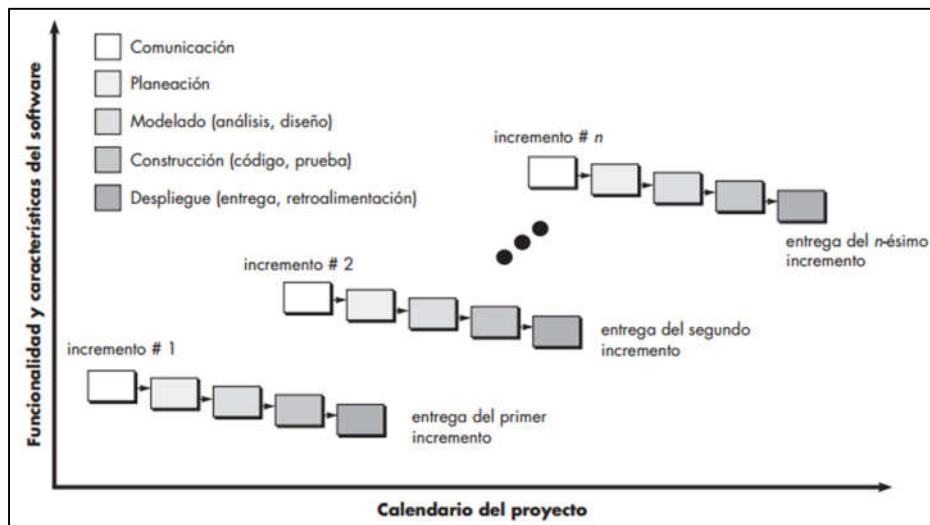 Funcionalidad y características del software
Comunicación
Planeación
Modelado (análisis, diseño)
Construcción (código, prueba)
Despliegue (entrega, retroalimentación)
incremento # n
entrega del n-ésimo
incremento
incremento # 2
entrega del segundo
incremento
incremento # 1
entrega del primer
incremento
Calendario del proyecto